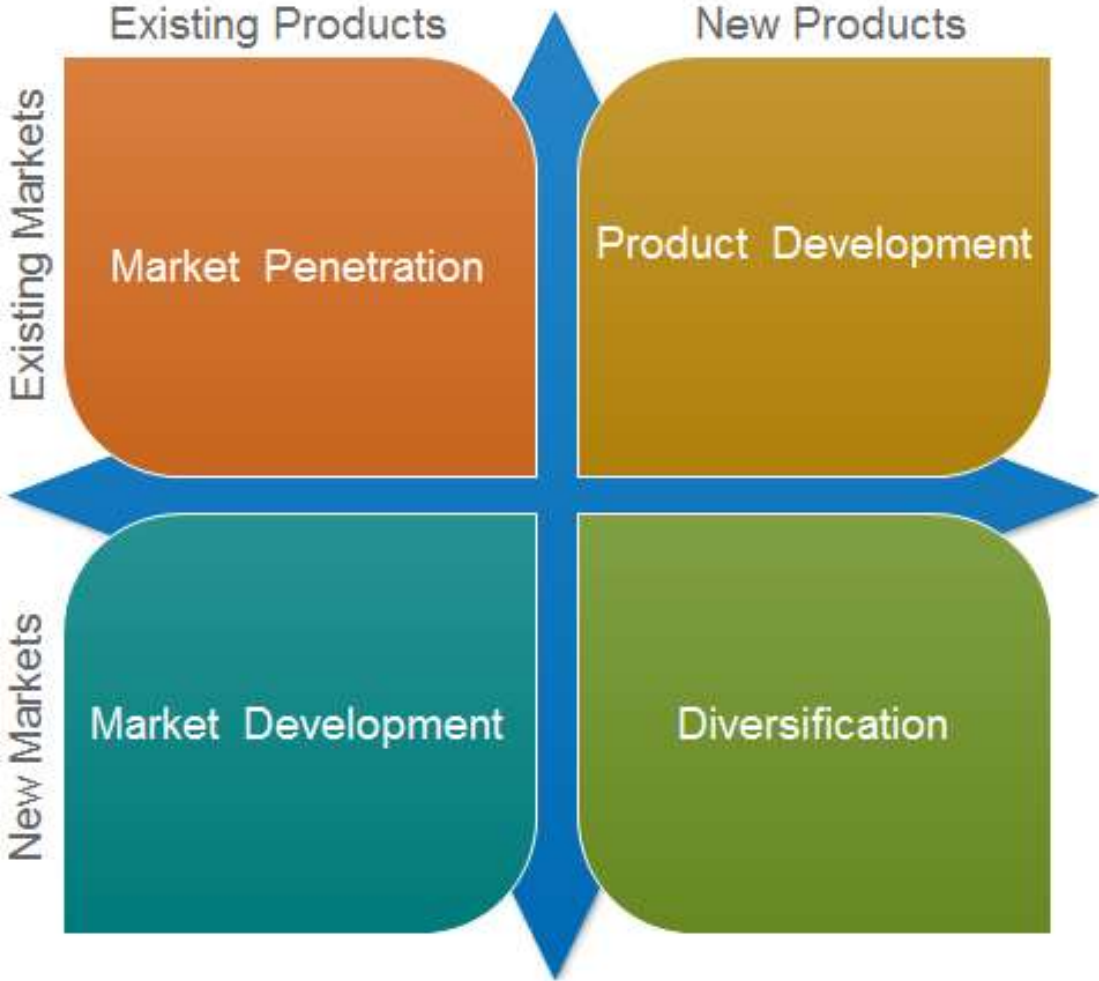 Existing Products
New Products
Existing Markets
Market Penetration
Product Development
New Markets
Market Development
Diversification